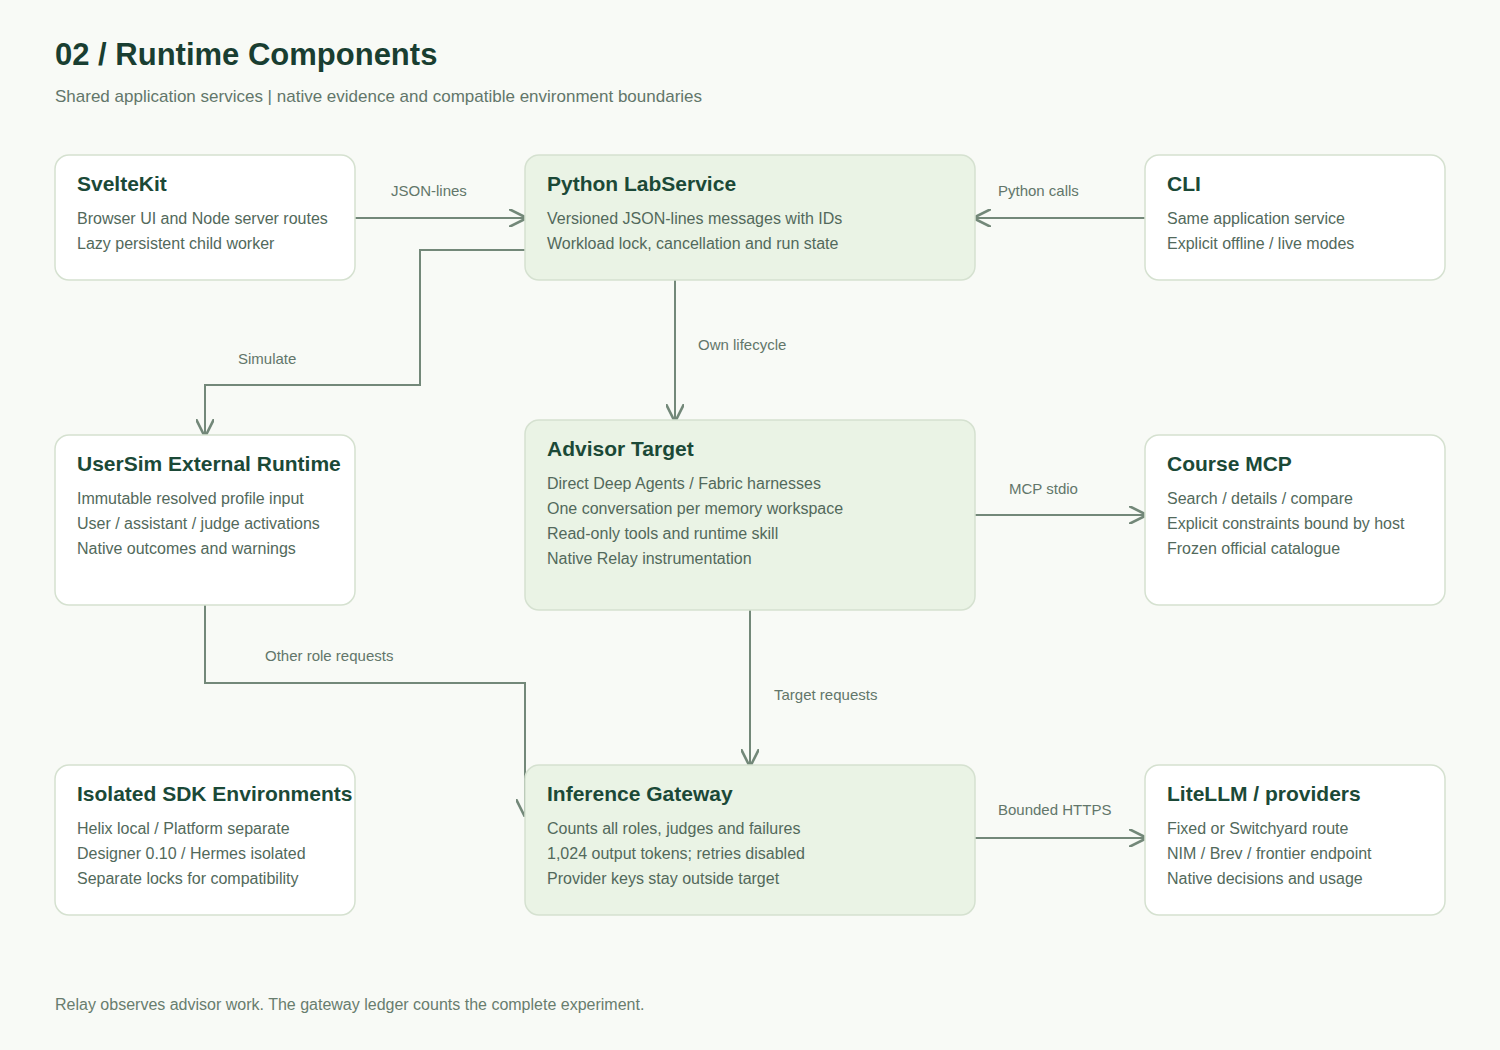 02 / Runtime Components
Shared application services | native evidence and compatible environment boundaries
SvelteKit
Browser UI and Node server routes
Lazy persistent child worker
JSON-lines
Python LabService
Versioned JSON-lines messages with IDs
Workload lock, cancellation and run state
Python calls
CLI
Same application service
Explicit offline / live modes
Simulate
Own lifecycle
UserSim External Runtime
Immutable resolved profile input
User / assistant / judge activations
Native outcomes and warnings
Advisor Target
Direct Deep Agents / Fabric harnesses
One conversation per memory workspace
Read-only tools and runtime skill
Native Relay instrumentation
MCP stdio
Course MCP
Search / details / compare
Explicit constraints bound by host
Frozen official catalogue
Other role requests
Target requests
Isolated SDK Environments
Helix local / Platform separate
Designer 0.10 / Hermes isolated
Separate locks for compatibility
Inference Gateway
Counts all roles, judges and failures
1,024 output tokens; retries disabled
Provider keys stay outside target
Bounded HTTPS
LiteLLM / providers
Fixed or Switchyard route
NIM / Brev / frontier endpoint
Native decisions and usage
Relay observes advisor work. The gateway ledger counts the complete experiment.